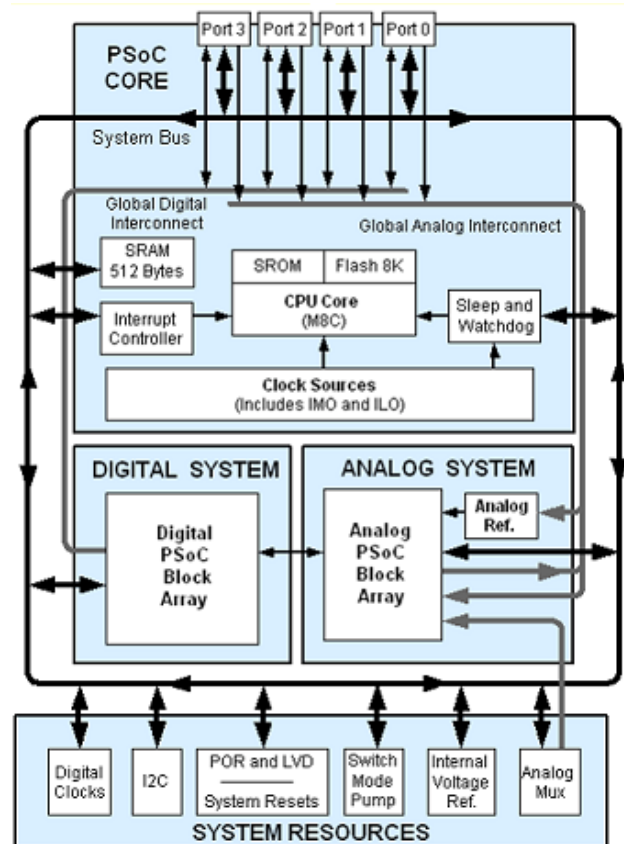 Port 3 Port 2 Port 1 Port 0
PSoC
CORE
System Bus
Global Digital
Interconnect
Global Analog Interconnect
SRAM
512 Bytes
SROM
Flash 8K
CPU Core
(M8C)
Interrupt
Controller
Sleep and
Watchdog
Clock Sources
(Includes IMO and ILO)
DIGITAL SYSTEM
ANALOG SYSTEM
Digital
PSoC
Block
Array
Analog
PSoC
Block
Array
Analog
Ref.
Digital
Clocks
I2C
POR and LVD
System Resets
Switch
Mode
Pump
Internal
Voltage
Ref.
Analog
Mux
SYSTEM RESOURCES